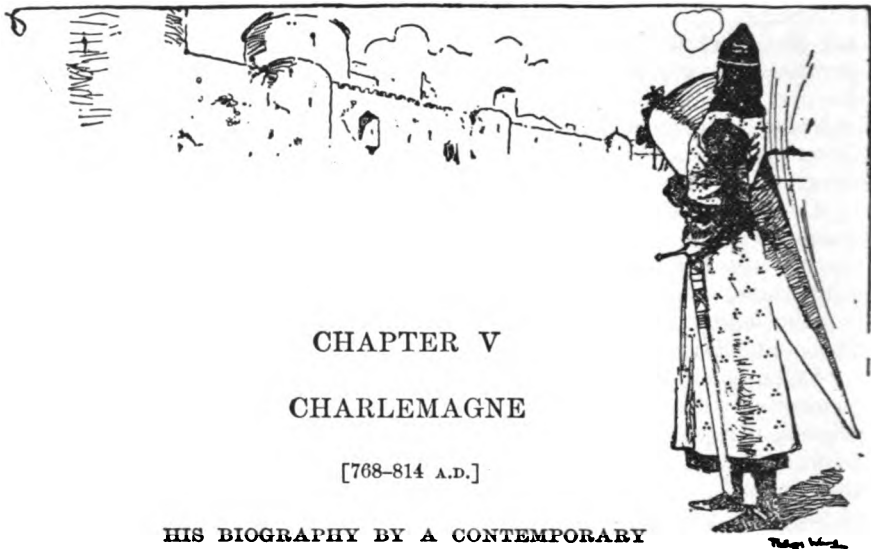 CHAPTER V
CHARLEMAGNE
[768–814 A.D.]
HIS BIOGRAPHY BY A CONTEMPORARY